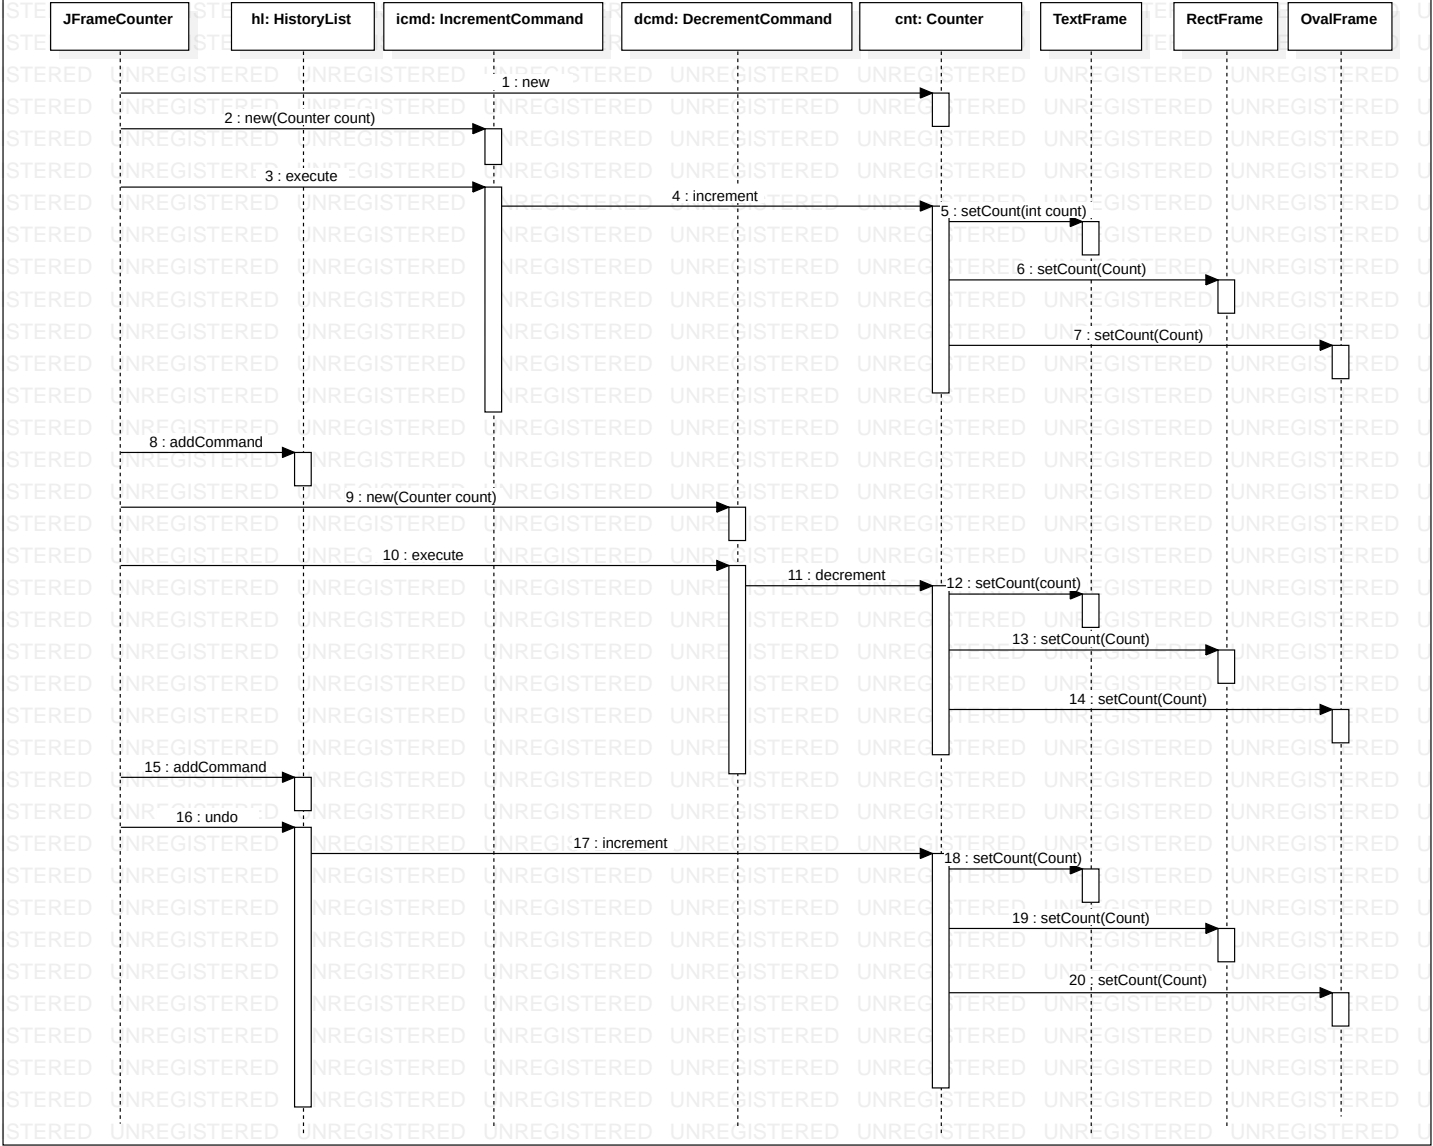 JFrameCounter hl: HistoryList icmd: IncrementCommand dcmd: DecrementCommand cnt: Counter TextFrame RectFrame OvalFrame
1 : new
2 : new(Counter count)
3 : execute
4 : increment
5 : setCount(int count)
6 : setCount(Count)
7 : setCount(Count)
8 : addCommand
9 : new(Counter count)
10 : execute
11 : decrement
12 : setCount(count)
13 : setCount(Count)
14 : setCount(Count)
15 : addCommand
16 : undo
17 : increment
18 : setCount(Count)
19 : setCount(Count)
20 : setCount(Count)
UNREGISTERED